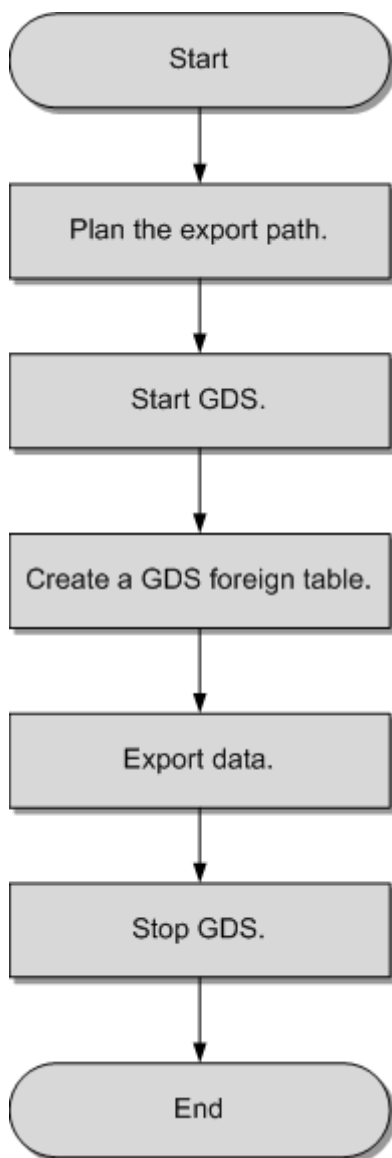 Start
Plan the export path.
Start GDS.
Create a GDS foreign table.
Export data.
Stop GDS.
End